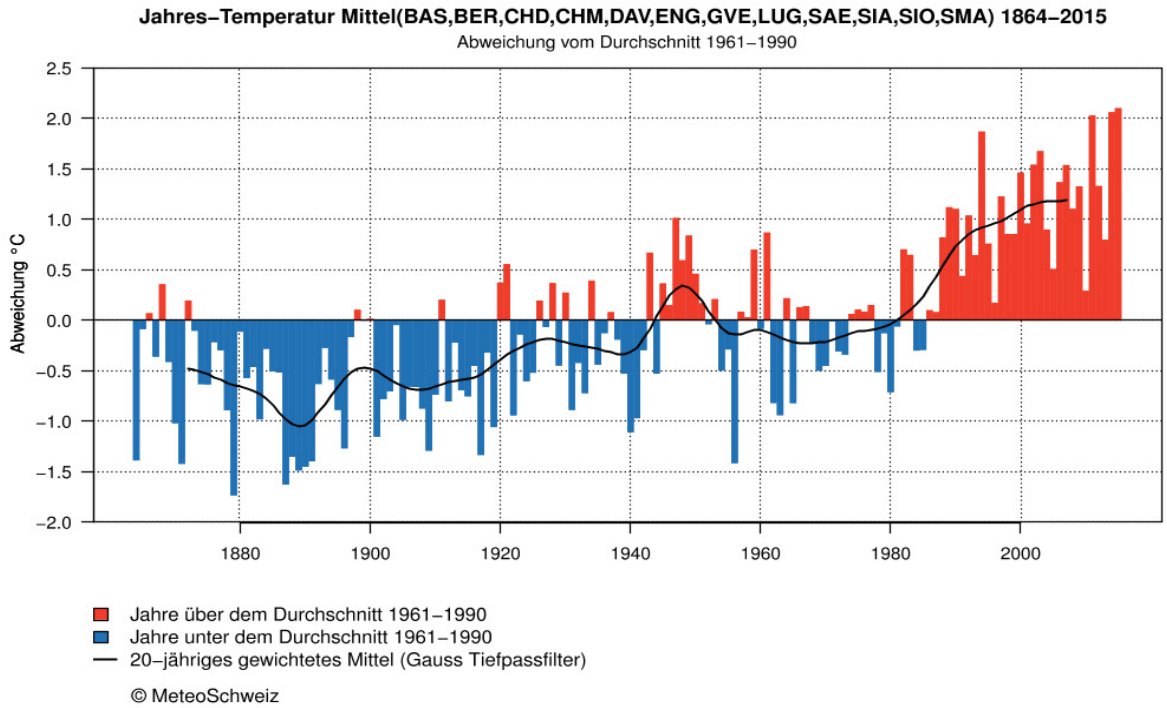 Jahres−Temperatur Mittel(BAS,BER,CHD,CHM,DAV,ENG,GVE,LUG,SAE,SIA,SIO,SMA) 1864−2015
Abweichung vom Durchschnitt 1961−1990
Abweichung °C
2.5
2.0
1.5
1.0
0.5
0.0
−0.5
−1.0
−1.5
−2.0
1880 1900 1920 1940 1960 1980 2000
Jahre über dem Durchschnitt 1961−1990
Jahre unter dem Durchschnitt 1961−1990
20−jähriges gewichtetes Mittel (Gauss Tiefpassfilter)
© MeteoSchweiz